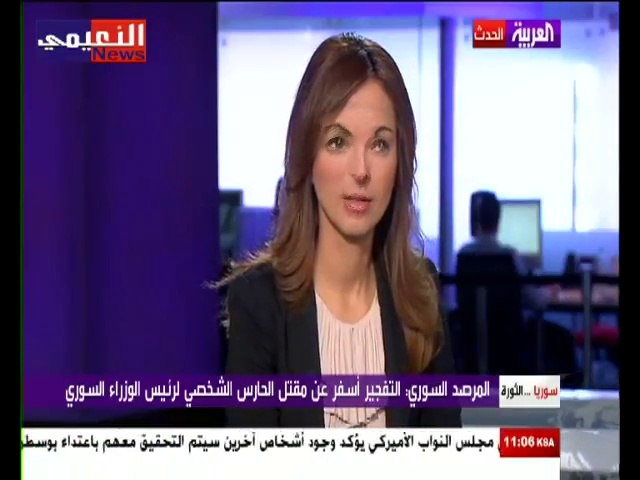 النعيمي
News
العربية الحدث
سوريا ... الثورة
المرصد السوري: التفجير أسفر عن مقتل الحارس الشخصي لرئيس الوزراء السوري
11:06 KSA
مجلس النواب الأميركي يؤكد وجود أشخاص آخرين سيتم التحقيق معهم باعتداء بوسط